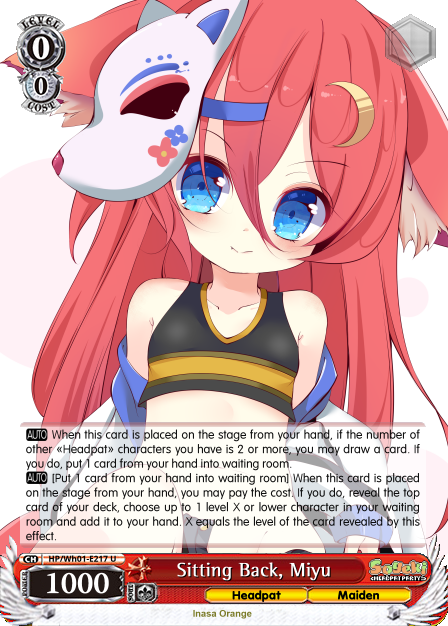 LEVEL
0
0
COST
AUTO When this card is placed on the stage from your hand, if the number of
other «Headpat» characters you have is 2 or more, you may draw a card. If
you do, put 1 card from your hand into waiting room.
AUTO [Put 1 card from your hand into waiting room] When this card is placed
on the stage from your hand, you may pay the cost. If you do, reveal the top
card of your deck, choose up to 1 level X or lower character in your waiting
room and add it to your hand. X equals the level of the card revealed by this
effect.
CH HP/Wh01-E217 U
POWER 1000 SOUL
Sitting Back, Miyu
Sayori
HEADPAT PARTY
Headpat Maiden
Inasa Orange